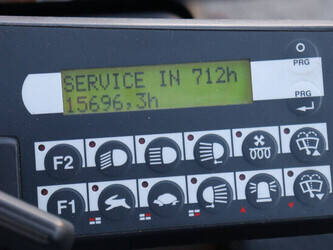 PRG
SERVICE IN 712h
15696,3h
PRG
F2
F1